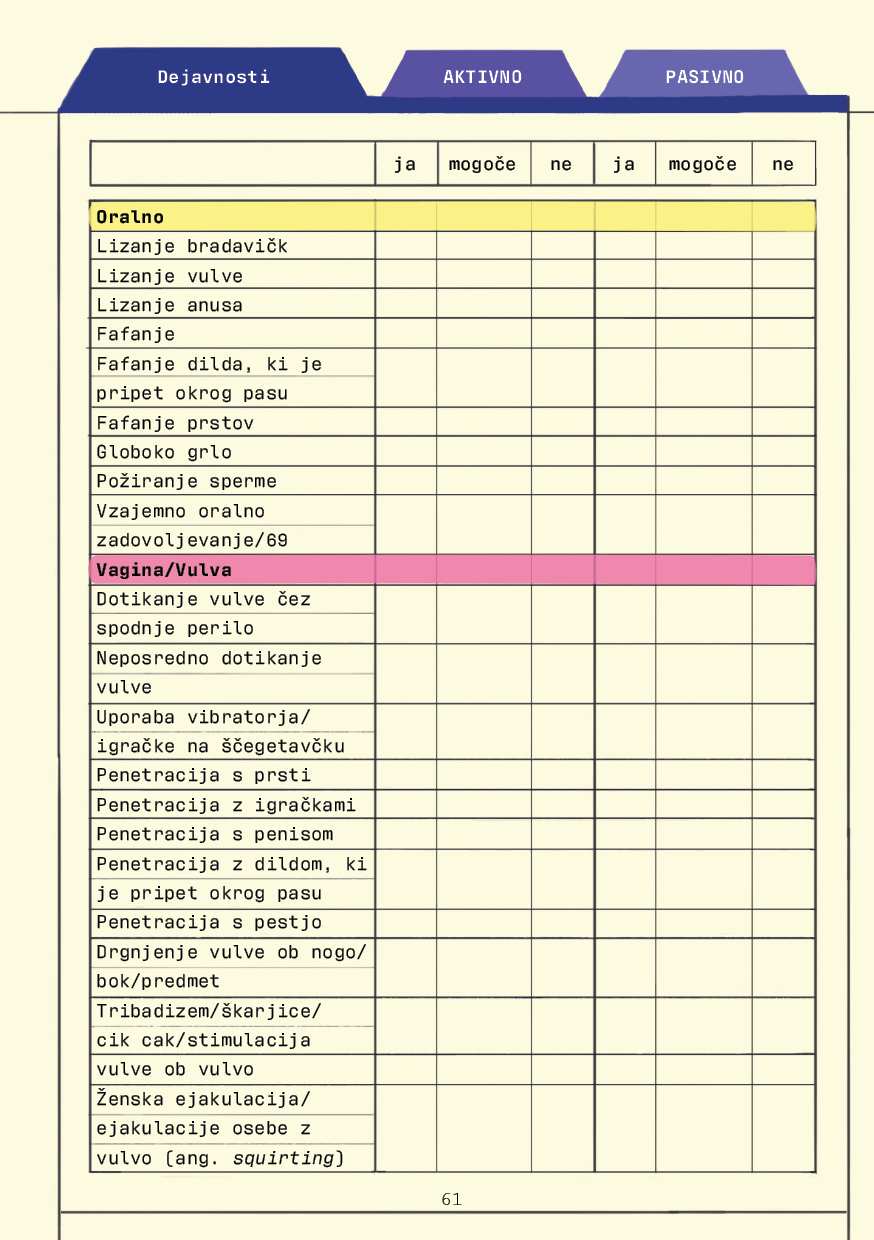 Dejavnosti AKTIVNO PASIVNO
ja mogoče ne ja mogoče ne
Oralno
Lizanje bradavičk
Lizanje vulve
Lizanje anusa
Fafanje
Fafanje dilda, ki je
pripet okrog pasu
Fafanje prstov
Globoko grlo
Požiranje sperme
Vzajemno oralno
zadovoljevanje/69
Vagina/Vulva
Dotikanje vulve čez
spodnje perilo
Neposredno dotikanje
vulve
Uporaba vibratorja/
igračke na ščegetavčku
Penetracija s prsti
Penetracija z igračkami
Penetracija s penisom
Penetracija z dildom, ki
je pripet okrog pasu
Penetracija s pestjo
Drgnjenje vulve ob nogo/
bok/predmet
Tribadizem/škarjice/
cik cak/stimulacija
vulve ob vulvo
Ženska ejakulacija/
ejakulacije osebe z
vulvo (ang. squirting)
61